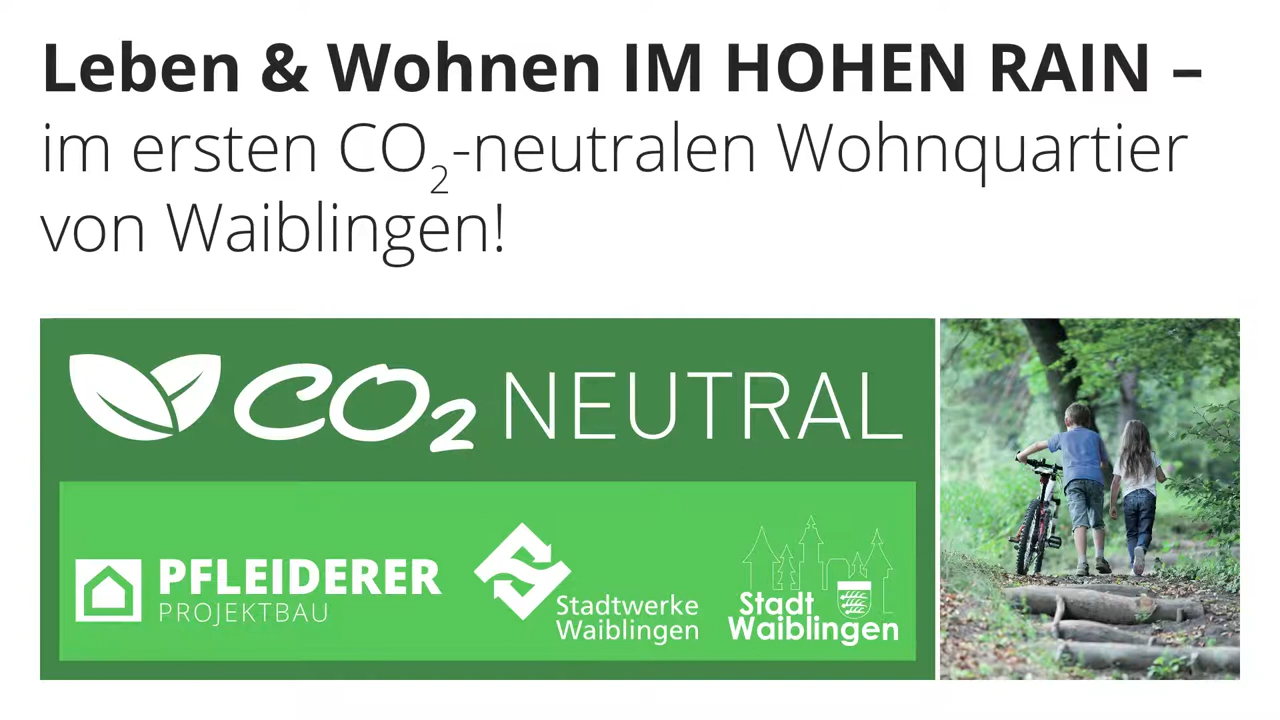 Leben & Wohnen IM HOHEN RAIN –
im ersten CO₂-neutralen Wohnquartier
von Waiblingen!
CO₂ NEUTRAL
PFLEIDERER
PROJEKTBAU
Stadtwerke
Waiblingen
Stadt
Waiblingen